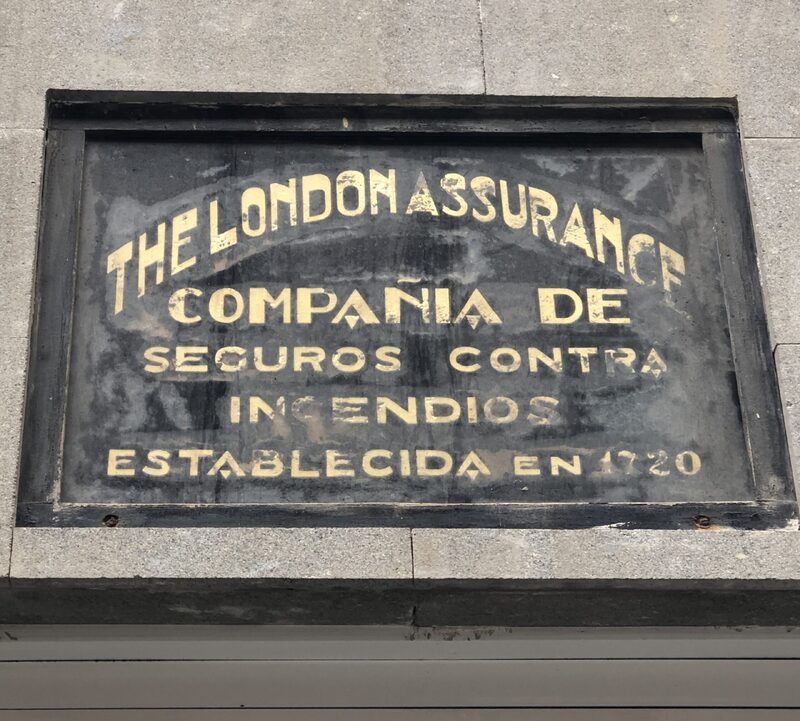 THE LONDON ASSURANCE
COMPAÑIA DE
SEGUROS CONTRA
INCENDIOS
ESTABLECIDA EN 1720